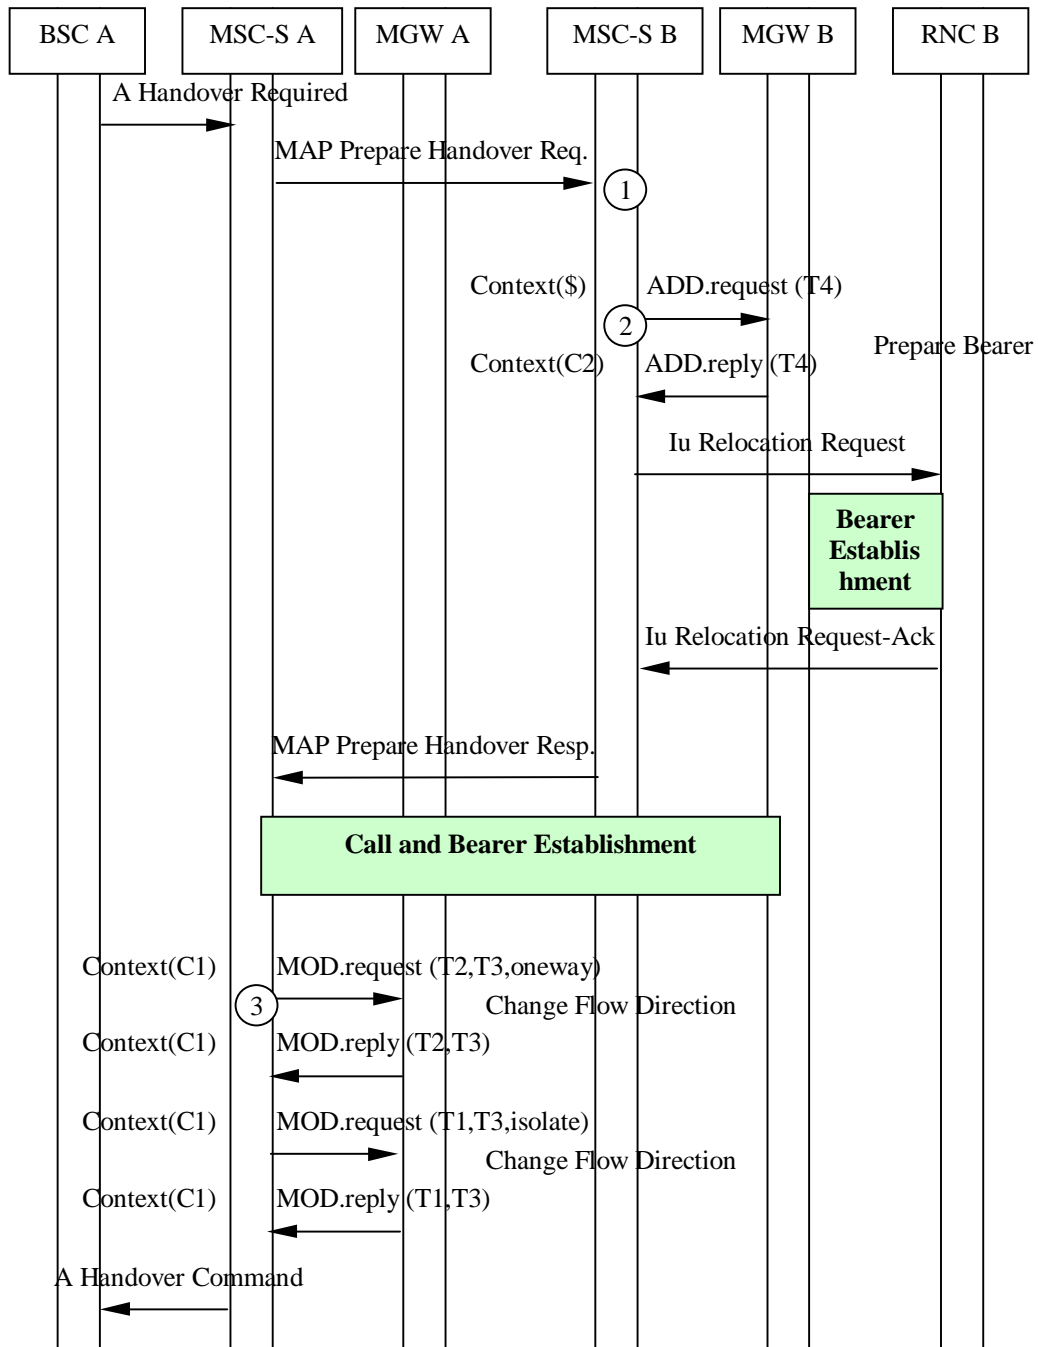 BSC A
MSC-S A
MGW A
MSC-S B
MGW B
RNC B
A Handover Required
MAP Prepare Handover Req.
1
Context($)
ADD.request (T4)
2
Prepare Bearer
Context(C2)
ADD.reply (T4)
Iu Relocation Request
Bearer
Establis
hment
Iu Relocation Request-Ack
MAP Prepare Handover Resp.
Call and Bearer Establishment
Context(C1)
MOD.request (T2,T3,oneway)
3
Change Flow Direction
Context(C1)
MOD.reply (T2,T3)
Context(C1)
MOD.request (T1,T3,isolate)
Change Flow Direction
Context(C1)
MOD.reply (T1,T3)
A Handover Command